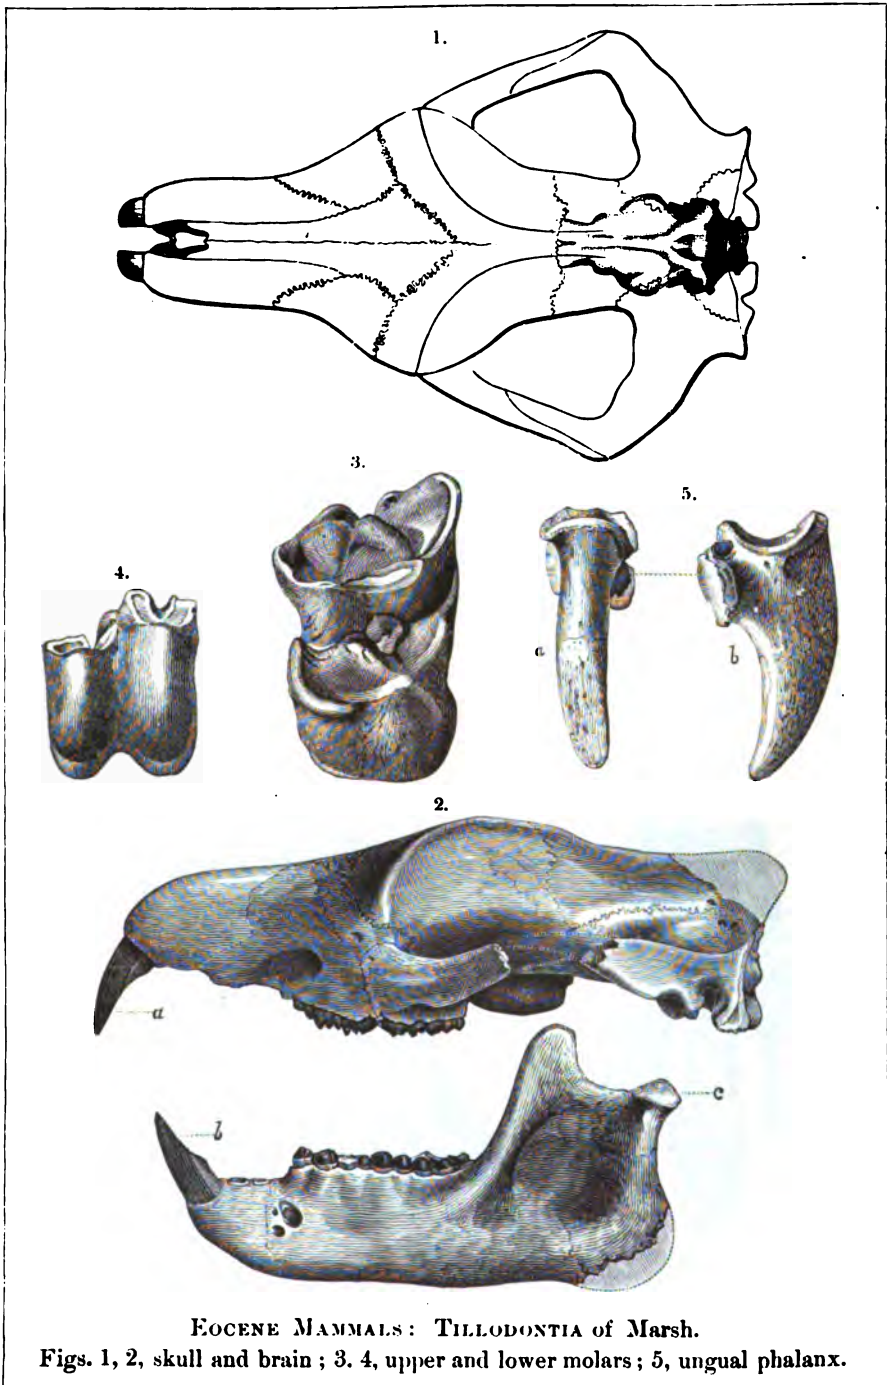 1.
3.
5.
4.
a
b
2.
a
b
c
EOCENE MAMMALS: TILLODONTIA of Marsh.
Figs. 1, 2, skull and brain; 3. 4, upper and lower molars; 5, ungual phalanx.